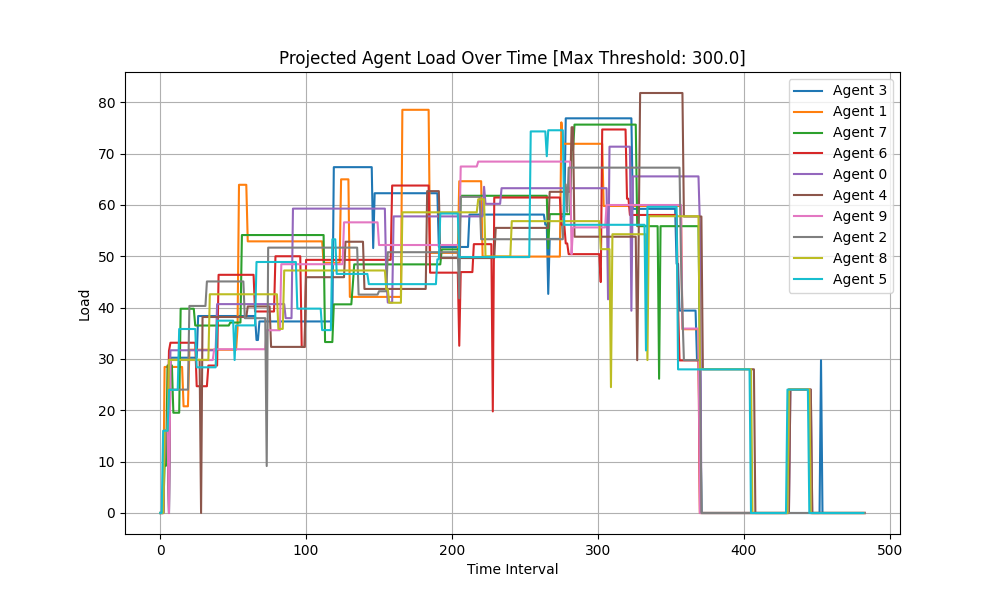 Projected Agent Load Over Time [Max Threshold: 300.0]
Load
80
70
60
50
40
30
20
10
0
0
100
200
300
400
500
Time Interval
Agent 3
Agent 1
Agent 7
Agent 6
Agent 0
Agent 4
Agent 9
Agent 2
Agent 8
Agent 5